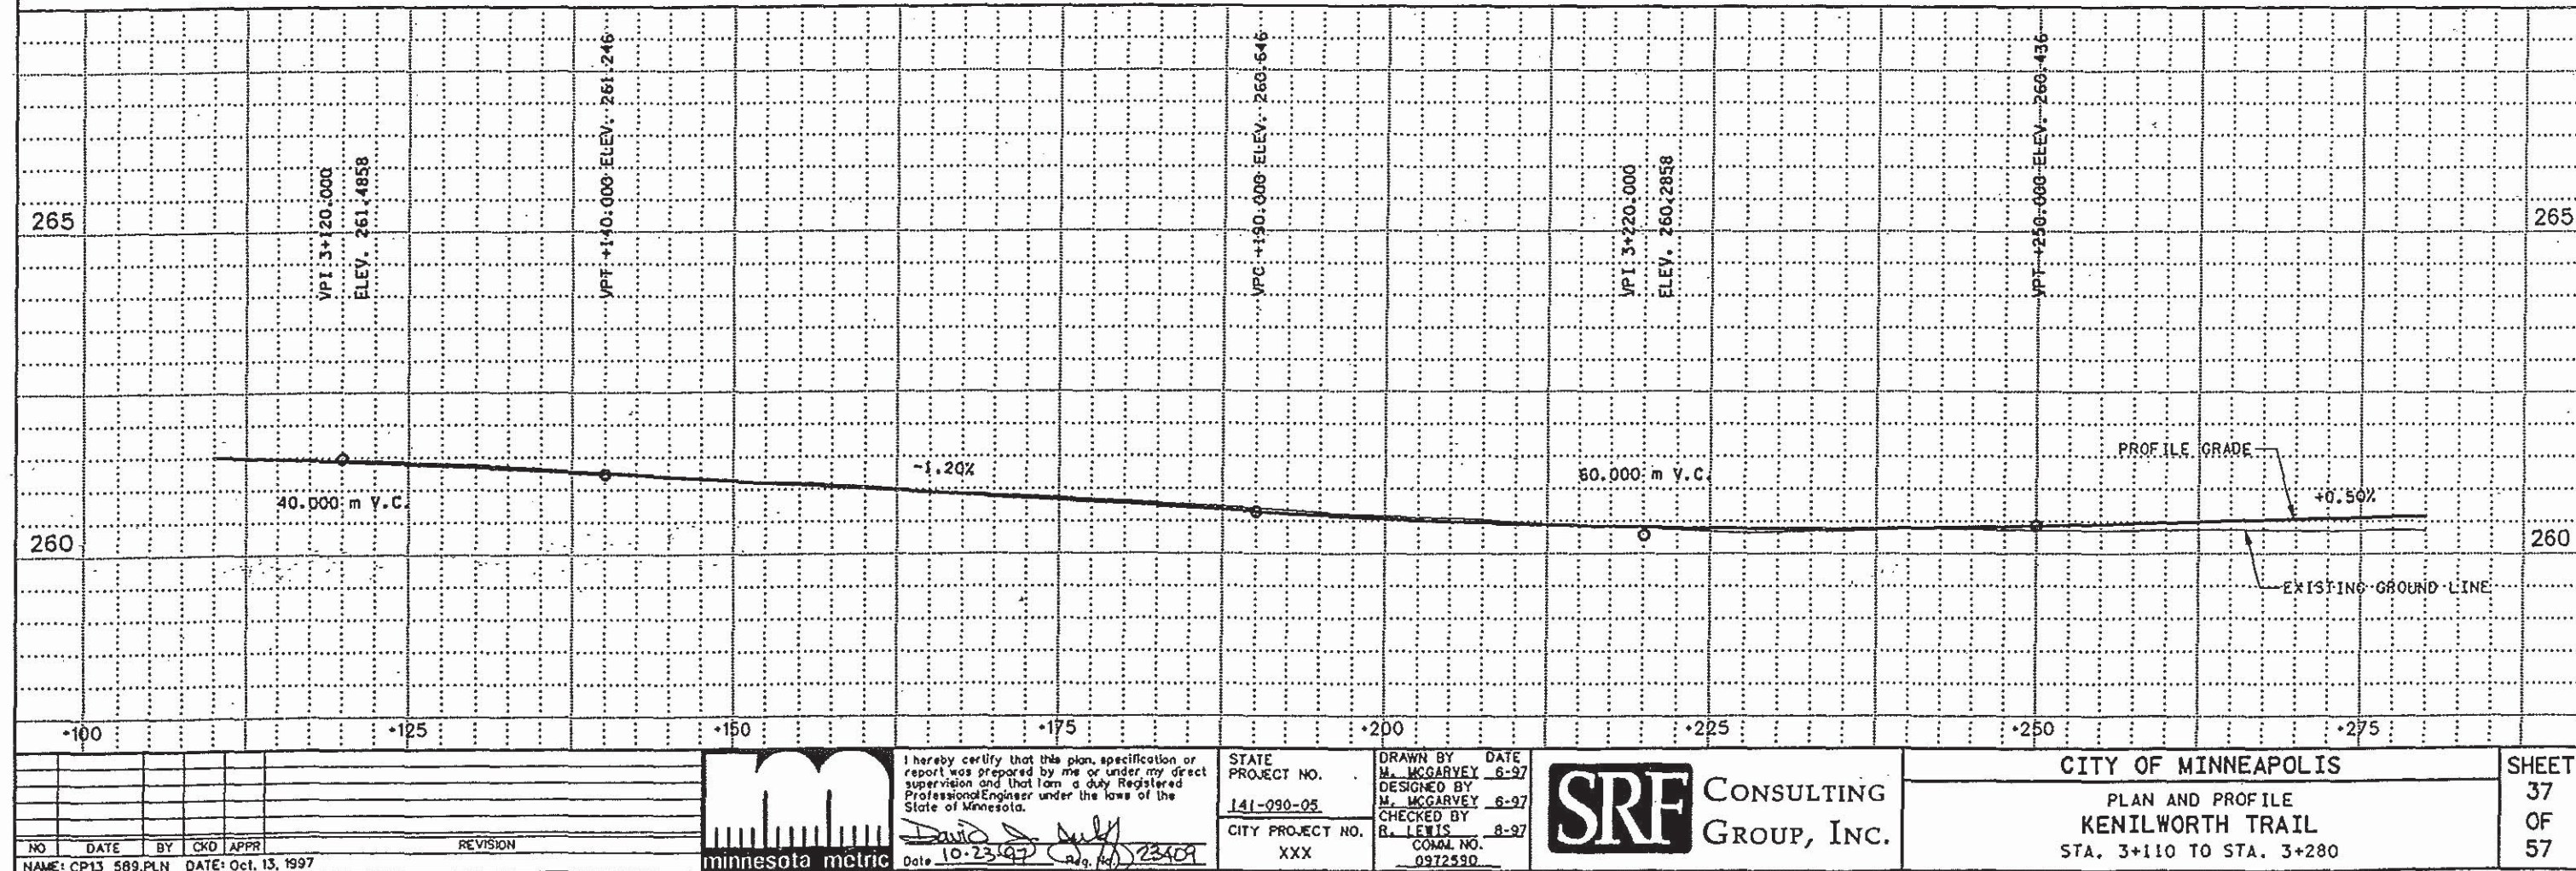 VPI 3+120.000
ELEV. 261.4858
VPT +140.000 ELEV. 261.246
VPC +190.000 ELEV. 260.646
VPI 3+220.000
ELEV. 260.2858
VPT +250.000 ELEV. 260.436
265
265
PROFILE GRADE
-1.20%
60.000 m V.C.
+0.50%
40.000 m V.C.
260
260
EXISTING GROUND LINE
+100
+125
+150
+175
+200
+225
+250
+275
NO DATE BY CKD APPR REVISION
NAME: CP13_589.PLN DATE: Oct. 13, 1997
minnesota metric
I hereby certify that this plan, specification or
report was prepared by me or under my direct
supervision and that I am a duly Registered
Professional Engineer under the laws of the
State of Minnesota.
David
Date 10-23-97 Reg. No. 23409
STATE
PROJECT NO.
141-090-05
CITY PROJECT NO.
XXX
DRAWN BY DATE
M. MCGARVEY 6-97
DESIGNED BY
M. MCGARVEY 6-97
CHECKED BY
R. LEWIS 8-97
COMM. NO.
0972590
SRF CONSULTING
GROUP, INC.
CITY OF MINNEAPOLIS
PLAN AND PROFILE
KENILWORTH TRAIL
STA. 3+110 TO STA. 3+280
SHEET
37
OF
57